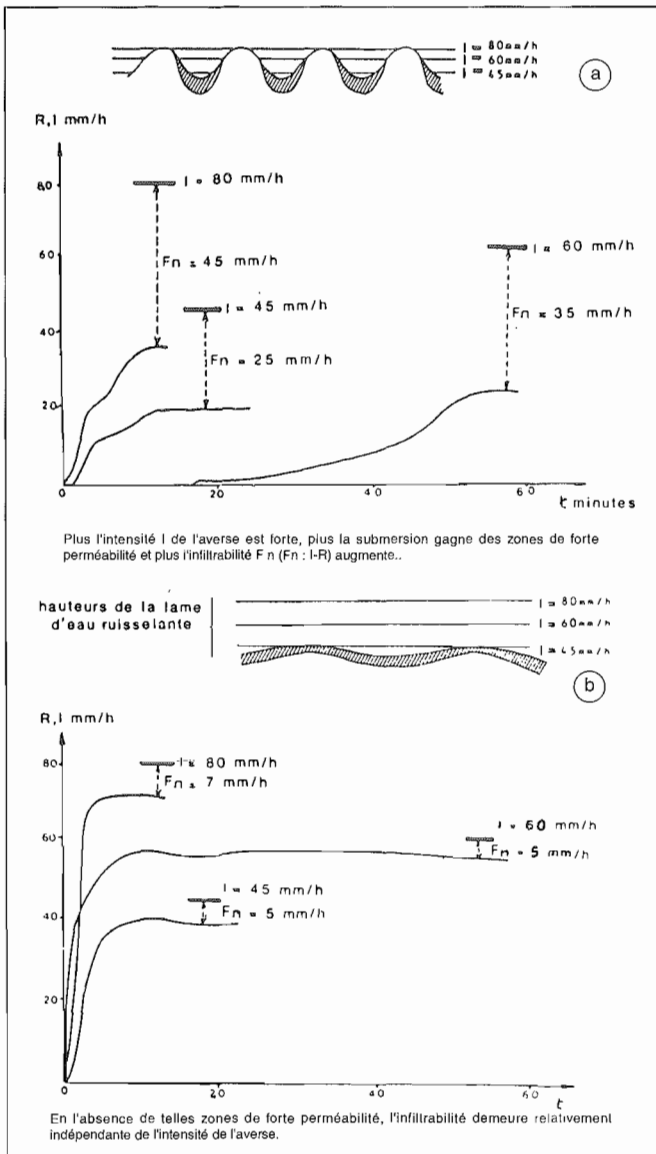 I = 80mm/h
I = 60mm/h
I = 45mm/h
a
R,I mm/h
80
60
40
20
0
20
40
60
t minutes
I = 80 mm/h
Fn = 45 mm/h
I = 45 mm/h
Fn = 25 mm/h
I = 60 mm/h
Fn = 35 mm/h
Plus l'intensité I de l'averse est forte, plus la submersion gagne des zones de forte
perméabilité et plus l'infiltrabilité F n (Fn : I-R) augmente..
hauteurs de la lame
d'eau ruisselante
I = 80mm/h
I = 60mm/h
I = 45mm/h
b
R,I mm/h
80
60
40
20
0
20
40
60
t
I = 80 mm/h
Fn = 7 mm/h
I = 60 mm/h
Fn = 5 mm/h
I = 45 mm/h
Fn = 5 mm/h
En l'absence de telles zones de forte perméabilité, l'infiltrabilité demeure relativement
indépendante de l'intensité de l'averse.